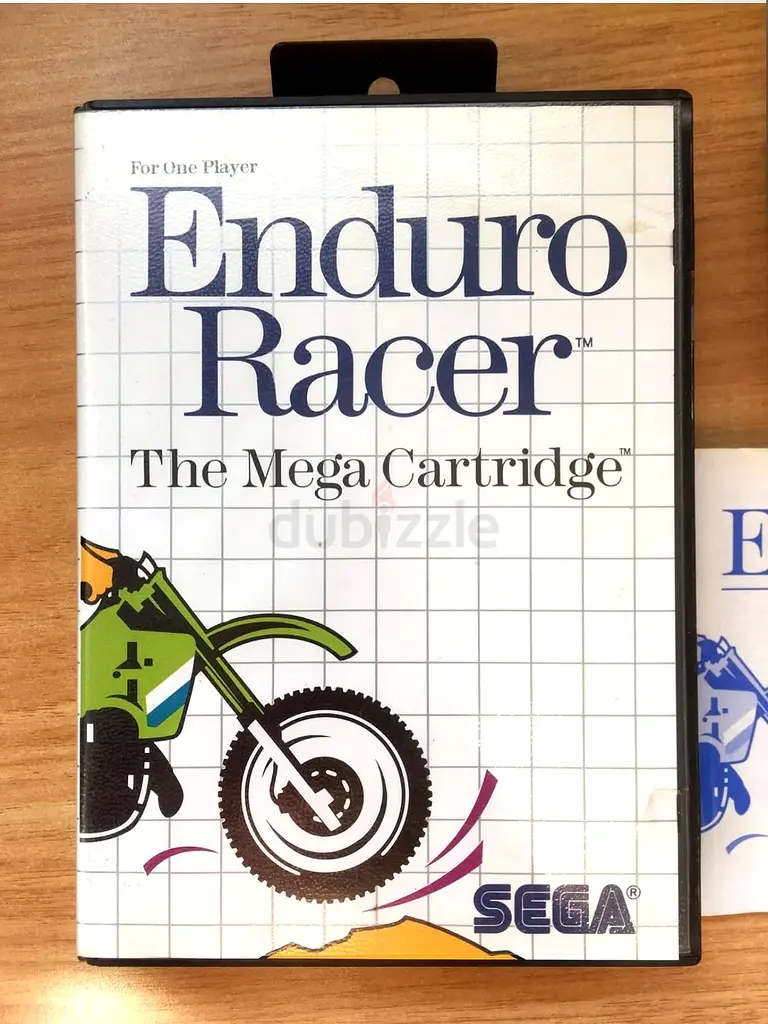 For One Player
Enduro
Racer™
The Mega Cartridge™
dubizzle
E
SEGA®